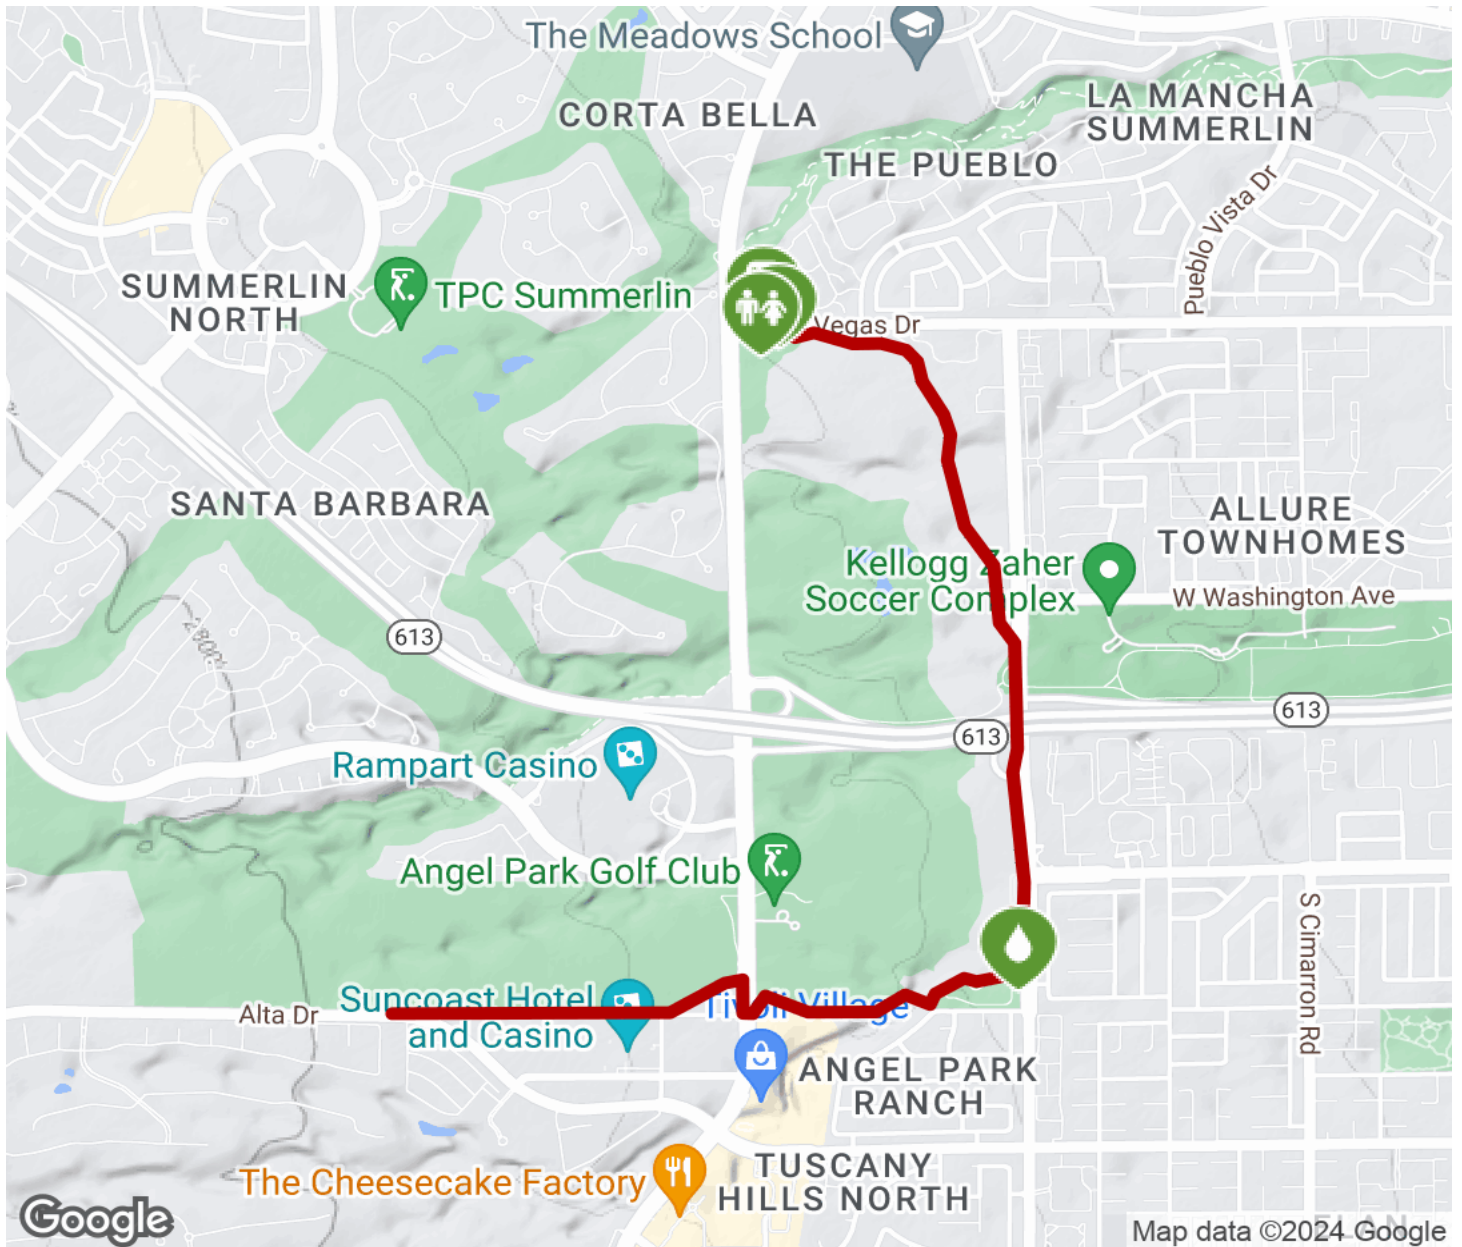 The Meadows School
CORTA BELLA
LA MANCHA
SUMMERLIN
THE PUEBLO
Pueblo Vista Dr
SUMMERLIN
NORTH
TPC Summerlin
Vegas Dr
SANTA BARBARA
ALLURE
TOWNHOMES
Kellogg Zaher
Soccer Complex
W Washington Ave
2800
613
613
613
Rampart Casino
Angel Park Golf Club
S Cimarron Rd
Suncoast Hotel
and Casino
Tivoli Village
Alta Dr
ANGEL PARK
RANCH
TUSCANY
HILLS NORTH
The Cheesecake Factory
Google
Map data ©2024 Google